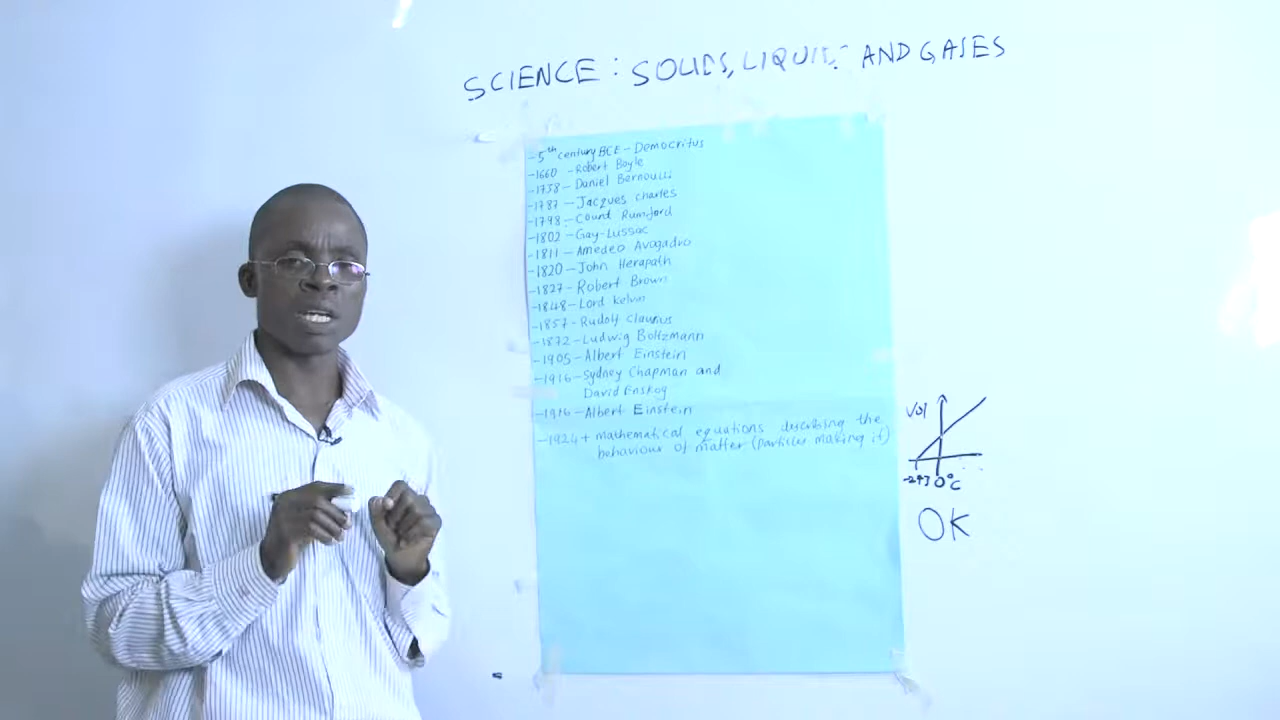 SCIENCE: SOLIDS, LIQUIDS AND GASES
-5th century BCE - Democritus
-1660 - Robert Boyle
-1738 - Daniel Bernoulli
-1787 - Jacques Charles
-1798 - Count Rumford
-1802 - Gay-Lussac
-1811 - Amedeo Avogadro
-1820 - John Herapath
-1827 - Robert Brown
-1848 - Lord Kelvin
-1857 - Rudolf Clausius
-1872 - Ludwig Boltzmann
-1905 - Albert Einstein
-1916 - Sydney Chapman and
David Enskog
-1916 - Albert Einstein
-1924 + mathematical equations describing the
behaviour of matter (particles making it)
Vol
0°C
OK